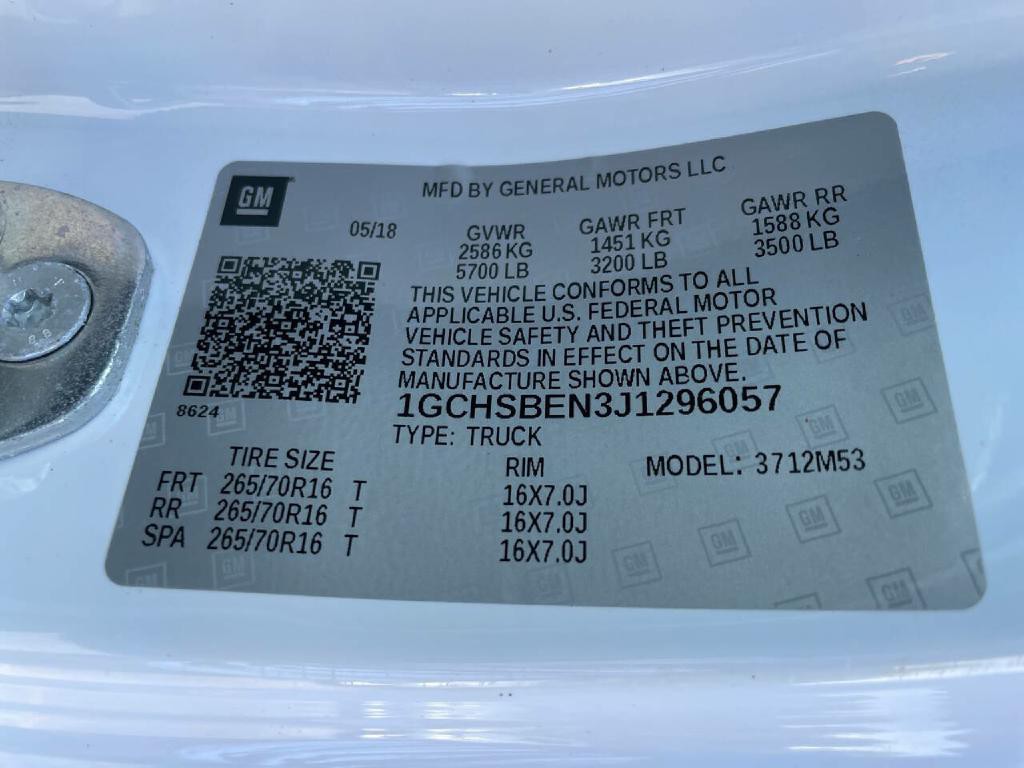 GM
MFD BY GENERAL MOTORS LLC
05/18
GVWR
2586 KG
5700 LB
GAWR FRT
1451 KG
3200 LB
GAWR RR
1588 KG
3500 LB
THIS VEHICLE CONFORMS TO ALL
APPLICABLE U.S. FEDERAL MOTOR
VEHICLE SAFETY AND THEFT PREVENTION
STANDARDS IN EFFECT ON THE DATE OF
MANUFACTURE SHOWN ABOVE.
8624
1GCHSBEN3J1296057
TYPE: TRUCK
TIRE SIZE
RIM
MODEL: 3712M53
FRT 265/70R16 T 16X7.0J
RR 265/70R16 T 16X7.0J
SPA 265/70R16 T 16X7.0J